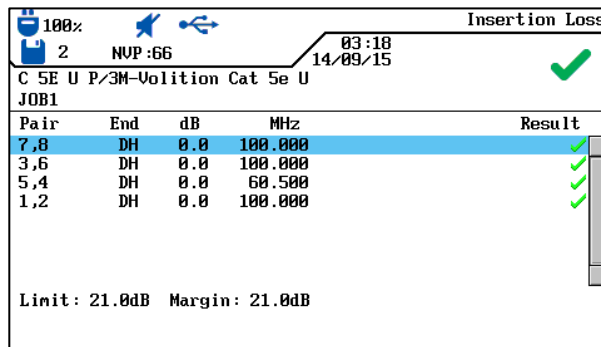 100% Insertion Loss
2 NVP:66 03:18
14/09/15
C 5E U P/3M-Volition Cat 5e U
JOB1
Pair End dB MHz Result
7,8 DH 0.0 100.000
3,6 DH 0.0 100.000
5,4 DH 0.0 60.500
1,2 DH 0.0 100.000
Limit: 21.0dB Margin: 21.0dB